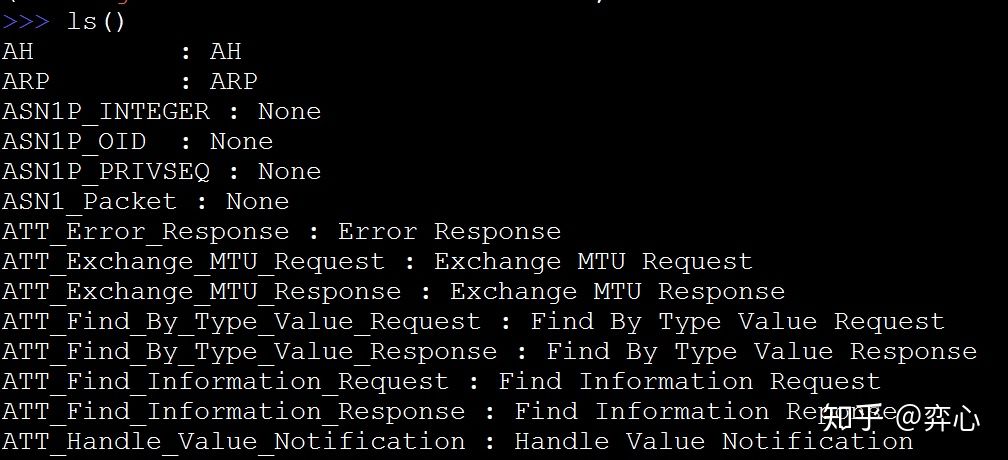 >>> ls()
AH         : AH
ARP        : ARP
ASN1P_INTEGER : None
ASN1P_OID  : None
ASN1P_PRIVSEQ : None
ASN1_Packet : None
ATT_Error_Response : Error Response
ATT_Exchange_MTU_Request : Exchange MTU Request
ATT_Exchange_MTU_Response : Exchange MTU Response
ATT_Find_By_Type_Value_Request : Find By Type Value Request
ATT_Find_By_Type_Value_Response : Find By Type Value Response
ATT_Find_Information_Request : Find Information Request
ATT_Find_Information_Response : Find Information
ATT_Handle_Value_Notification : Handle Value Notification
知乎 @弈心